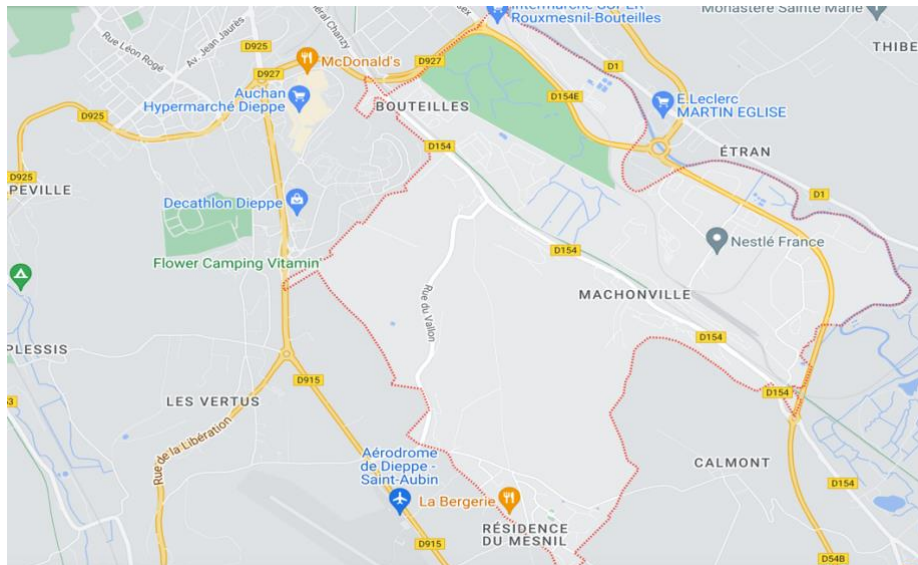 Intermarché SUPER
Rouxmesnil-Bouteilles
Monastère Sainte Marie
Rue Léon Rogé
Av. Jean Jaurès
D925
Général Chanzy
D927
D927
McDonald's
Auchan
Hypermarché Dieppe
BOUTEILLES
D154E
D1
THIBE
E.Leclerc
MARTIN EGLISE
D925
D154
ÉTRAN
D925
PEVILLE
Decathlon Dieppe
D1
Nestlé France
D154
Flower Camping Vitamin'
Rue du Vallon
MACHONVILLE
D154
PLESSIS
D915
D154
LES VERTUS
Rue de la Libération
Aérodrome
de Dieppe -
Saint-Aubin
CALMONT
D154
La Bergerie
RÉSIDENCE
DU MESNIL
D915
D54B